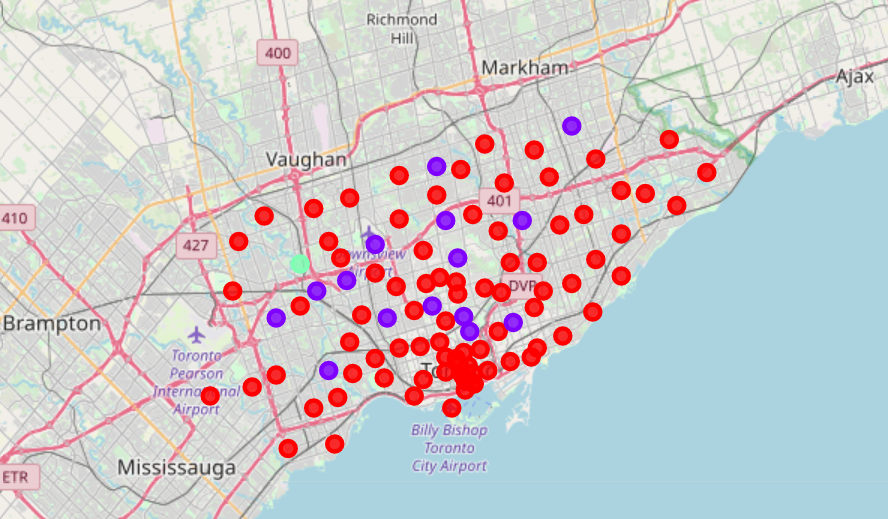 Richmond
Hill
400
Markham
Ajax
Vaughan
401
410
427
Airport
DVP
Brampton
Toronto
Pearson
International
Airport
Billy Bishop
Toronto
City Airport
Mississauga
ETR